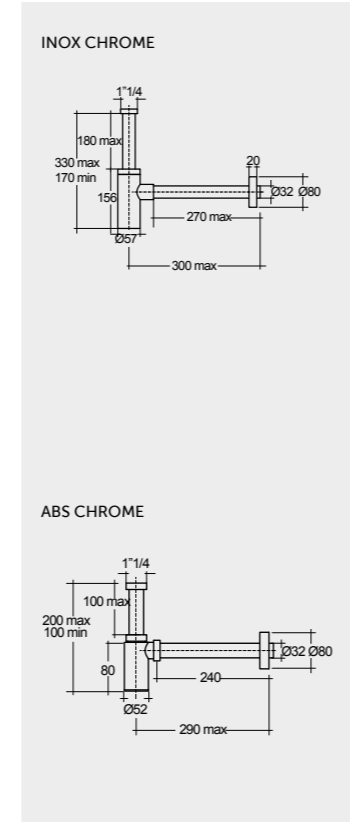 INOX CHROME
1"1/4
180 max
330 max
170 min
20
156
Ø32 Ø80
270 max
Ø57
300 max
ABS CHROME
1"1/4
100 max
200 max
100 min
Ø32 Ø80
80
240
Ø52
290 max